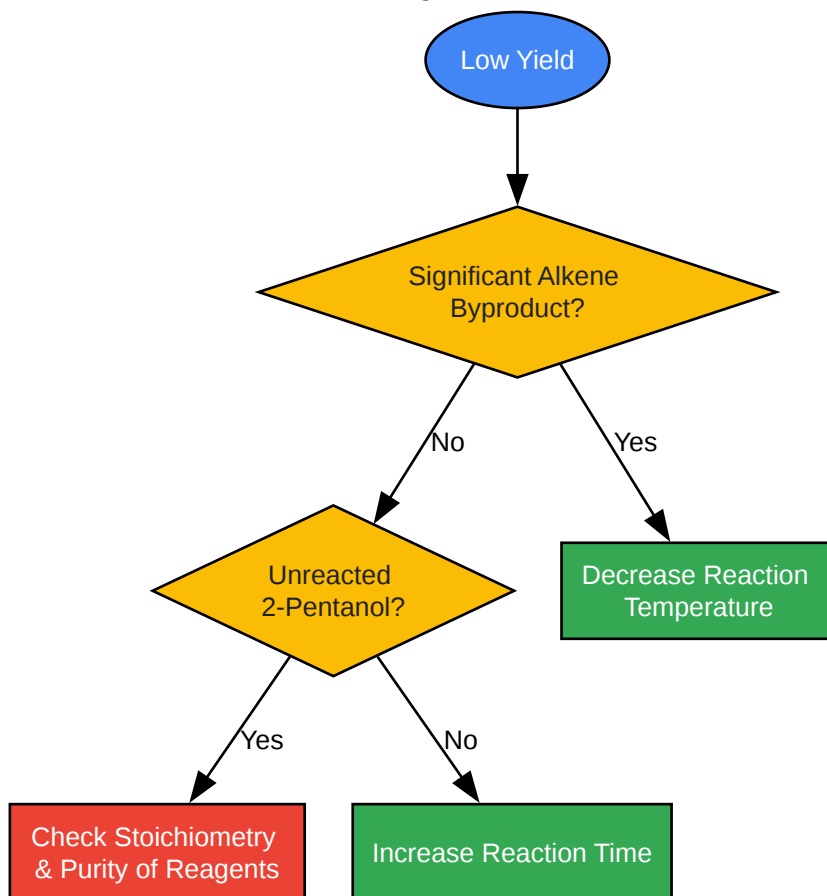 Low Yield
Significant Alkene
Byproduct?
No
Yes
Unreacted
2-Pentanol?
Decrease Reaction
Temperature
Yes
No
Check Stoichiometry
& Purity of Reagents
Increase Reaction Time